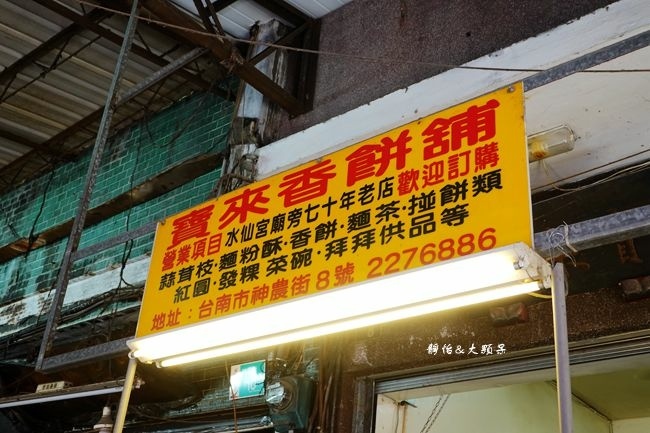 寶來香餅舖
營業項目 水仙宮廟旁七十年老店 歡迎訂購
蒜茸枝·麵粉酥·香餅·麵茶·掽餅類
紅圓·發粿 菜碗·拜拜供品等
地址：台南市神農街8號 2276886
靜怡&大顆呆